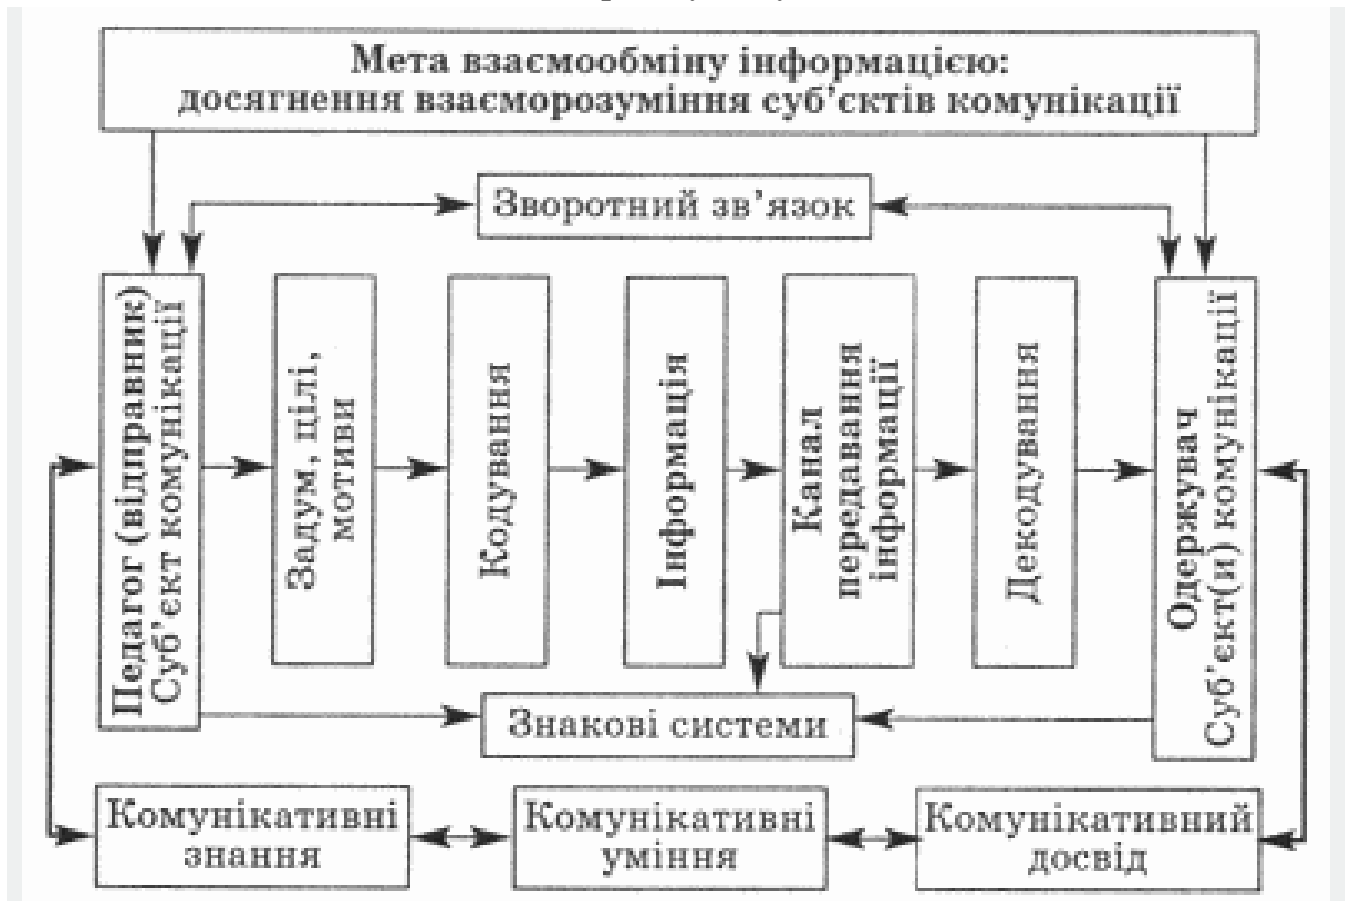 Мета взаємообміну інформацією:
досягнення взаєморозуміння суб'єктів комунікації
Зворотний зв'язок
Педагог (відправник)
Суб'єкт комунікації
Задум, цілі,
мотиви
Кодування
Інформація
Канал
передавання
інформації
Декодування
Одержувач
Суб'єкт(и) комунікації
Знакові системи
Комунікативні
знання
Комунікативні
уміння
Комунікативний
досвід